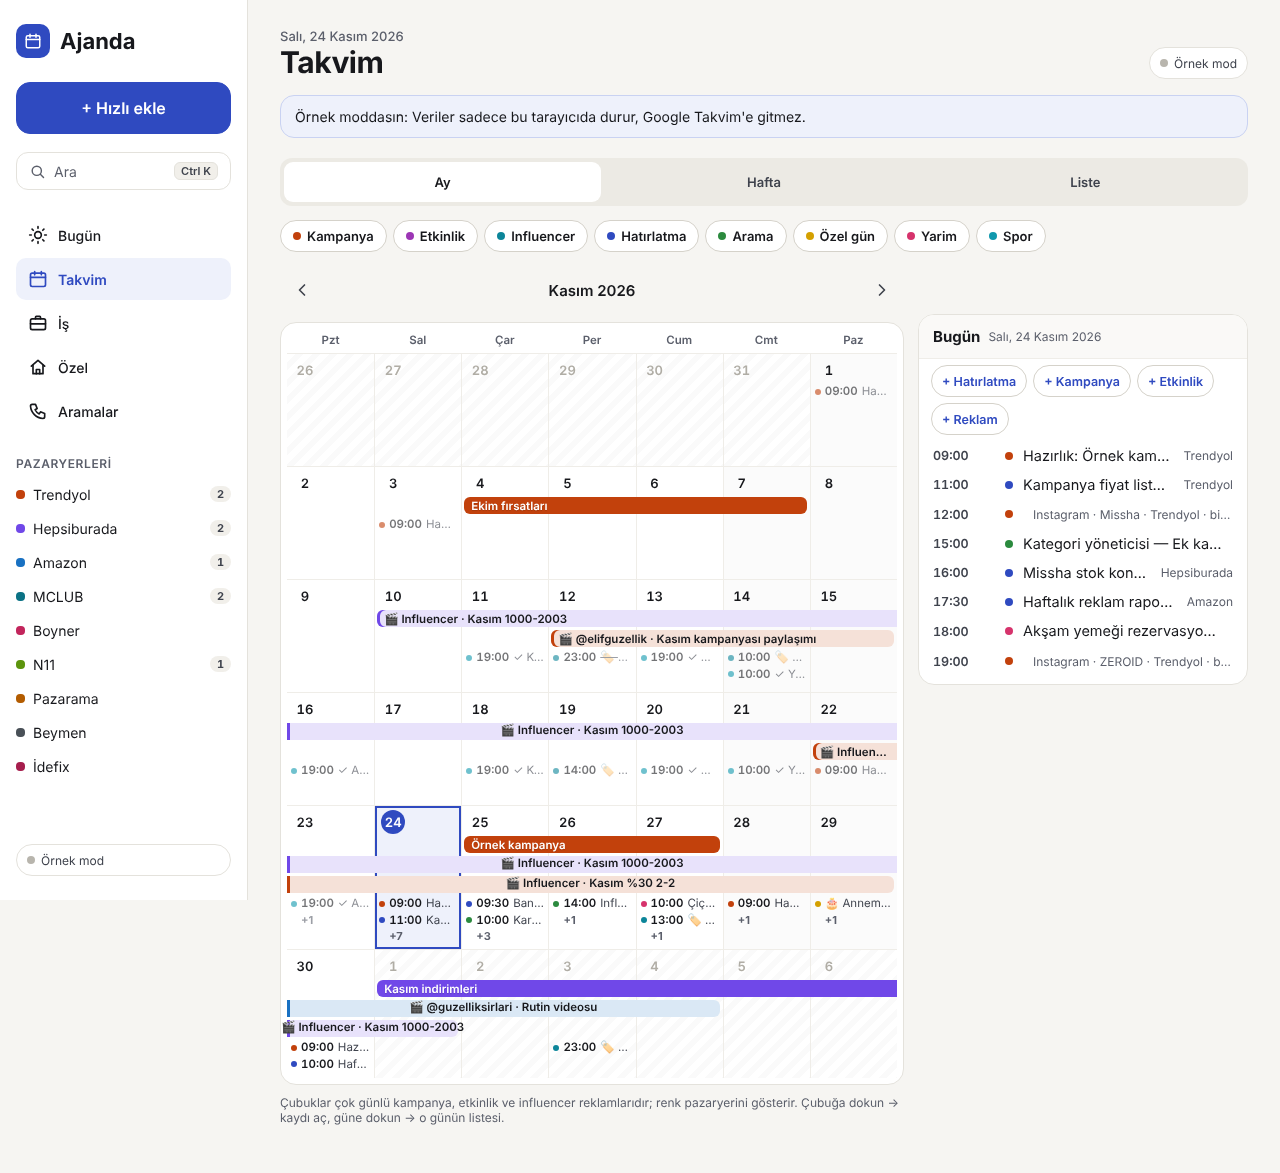 Ajanda
+ Hızlı ekle
Ara Ctrl K
Bugün
Takvim
İş
Özel
Aramalar
PAZARYERLERİ
Trendyol 2
Hepsiburada 2
Amazon 1
MCLUB 2
Boyner
N11 1
Pazarama
Beymen
İdefix
Örnek mod
Salı, 24 Kasım 2026
Takvim
Örnek mod
Örnek moddasın: Veriler sadece bu tarayıcıda durur, Google Takvim'e gitmez.
Ay Hafta Liste
Kampanya Etkinlik Influencer Hatırlatma Arama Özel gün Yarim Spor
Kasım 2026
Pzt Sal Çar Per Cum Cmt Paz
26 27 28 29 30 31 1
09:00 Ha...
2 3 4 5 6 7 8
Ekim fırsatları
09:00 Ha...
9 10 11 12 13 14 15
🎬 Influencer · Kasım 1000-2003
🎬 @elifguzellik · Kasım kampanyası paylaşımı
19:00 ✓ K... 23:00 🏷️ ... 19:00 ✓ ... 10:00 🏷️ ...
10:00 ✓ Y...
16 17 18 19 20 21 22
🎬 Influencer · Kasım 1000-2003
🎬 Influen...
19:00 ✓ A... 19:00 ✓ K... 14:00 🏷️ ... 19:00 ✓ ... 10:00 ✓ Y... 09:00 Ha...
23 24 25 26 27 28 29
Örnek kampanya
🎬 Influencer · Kasım 1000-2003
🎬 Influencer · Kasım %30 2-2
19:00 ✓ A... 09:00 Ha... 09:30 Ban... 14:00 Infl... 10:00 Çiç... 09:00 Ha... 🎂 Annem...
+1 11:00 Ka... 10:00 Kar... +1 13:00 🏷️ ... +1 +1
+7 +3 +1
30 1 2 3 4 5 6
Kasım indirimleri
🎬 @guzelliksirlari · Rutin videosu
🎬 Influencer · Kasım 1000-2003
09:00 Haz... 23:00 🏷️ ...
10:00 Haf...
Çubuklar çok günlü kampanya, etkinlik ve influencer reklamlarıdır; renk pazaryerini gösterir. Çubuğa dokun →
kaydı aç, güne dokun → o günün listesi.
Bugün Salı, 24 Kasım 2026
+ Hatırlatma + Kampanya + Etkinlik
+ Reklam
09:00 Hazırlık: Örnek kam... Trendyol
11:00 Kampanya fiyat list... Trendyol
12:00 Instagram · Missha · Trendyol · bi...
15:00 Kategori yöneticisi — Ek ka...
16:00 Missha stok kon... Hepsiburada
17:30 Haftalık reklam rapo... Amazon
18:00 Akşam yemeği rezervasyo...
19:00 Instagram · ZEROID · Trendyol · b...